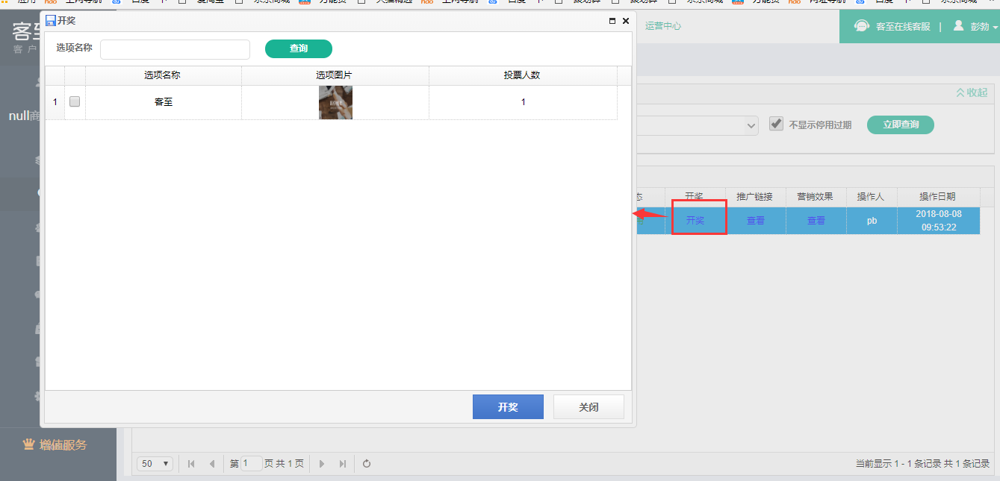 开奖
运营中心
客至在线客服 | 彭勃
选项名称 查询
选项名称 选项图片 投票人数
1 客至 1
收起
null商
不显示停用过期 立即查询
态 开奖 推广链接 营销效果 操作人 操作日期
开奖 查看 查看 pb 2018-08-08
09:53:22
开奖 关闭
增值服务
50 第 1 页 共 1 页 当前显示 1 - 1 条记录 共 1 条记录